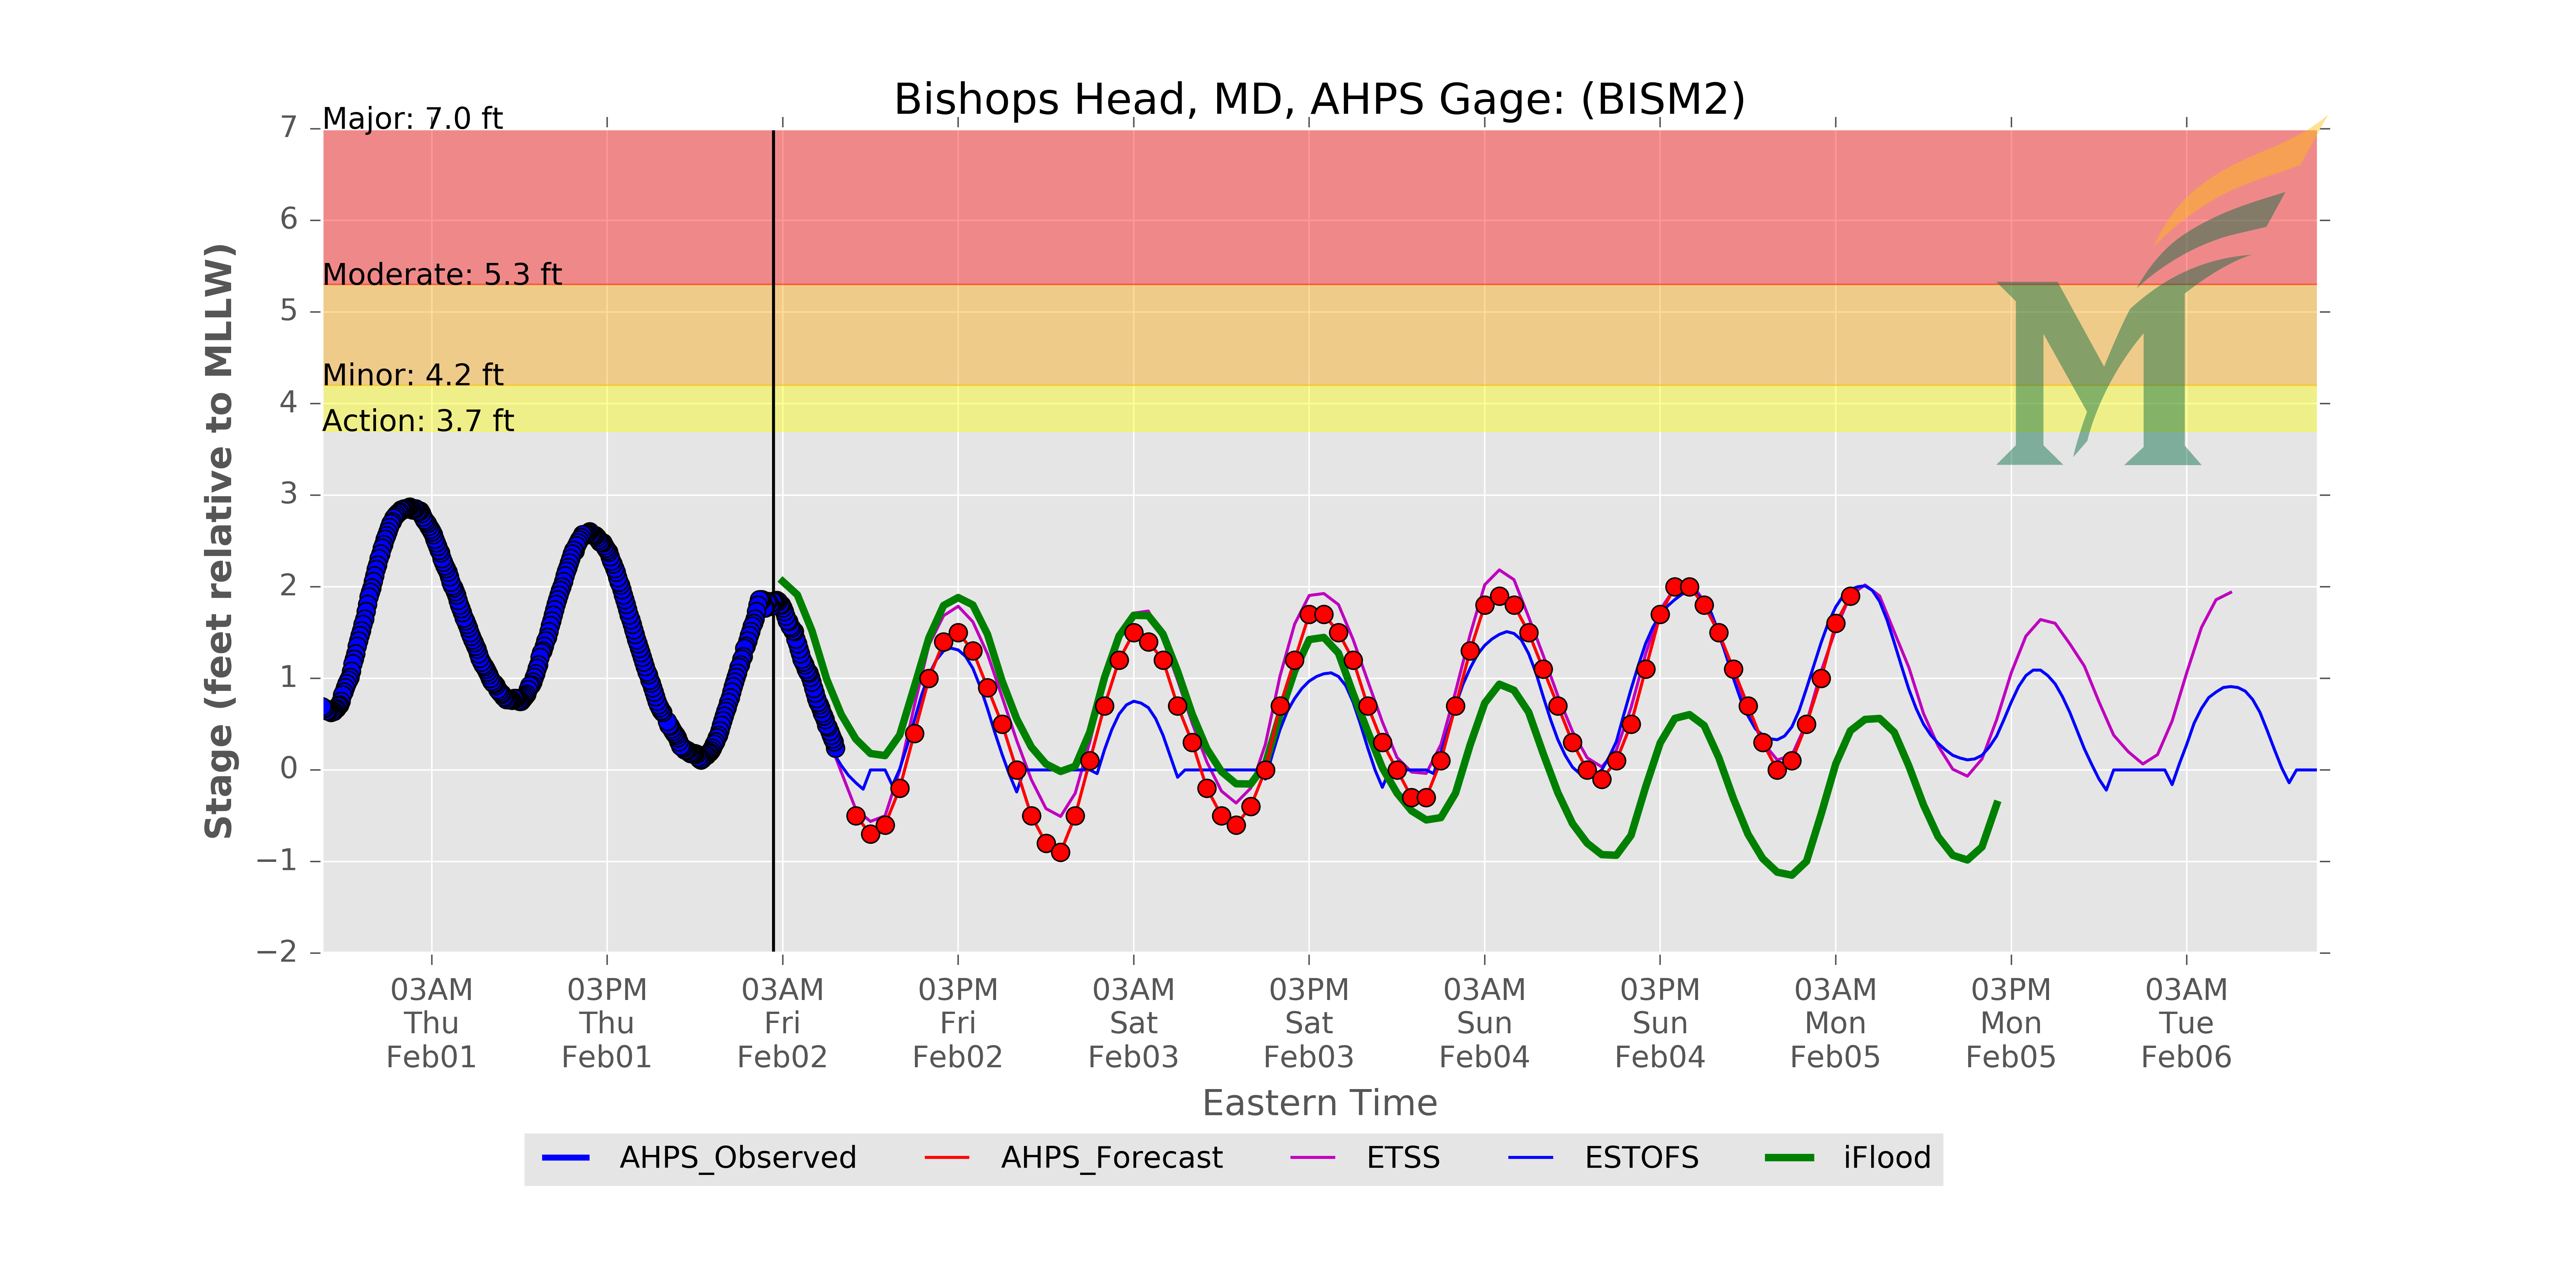 Bishops Head, MD, AHPS Gage: (BISM2)
Major: 7.0 ft
Moderate: 5.3 ft
Minor: 4.2 ft
Action: 3.7 ft
7
6
5
4
3
2
1
0
−1
−2
Stage (feet relative to MLLW)
03AM
Thu
Feb01
03PM
Thu
Feb01
03AM
Fri
Feb02
03PM
Fri
Feb02
03AM
Sat
Feb03
03PM
Sat
Feb03
03AM
Sun
Feb04
03PM
Sun
Feb04
03AM
Mon
Feb05
03PM
Mon
Feb05
03AM
Tue
Feb06
Eastern Time
AHPS_Observed
AHPS_Forecast
ETSS
ESTOFS
iFlood
M